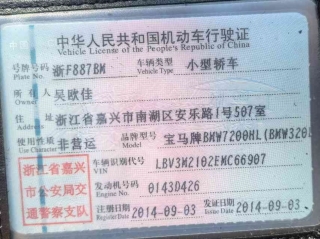 中华人民共和国机动车行驶证
Vehicle License of the People's Republic of China
号牌号码 浙F887BM 车辆类型 小型轿车
Plate No. Vehicle Type
所有人 吴欧佳
Owner
住址 浙江省嘉兴市南湖区安乐路1号507室
Address
使用性质 非营运 品牌型号 宝马牌BMW7200HL(BMW320L
Use Character Model
浙江省嘉兴 车辆识别代号 LBV3M2102EMC66907
VIN
市公安局交 发动机号码 0143D426
Engine No.
通警察支队 注册日期 2014-09-03 发证日期 2014-09-03
Register Date Issue Date